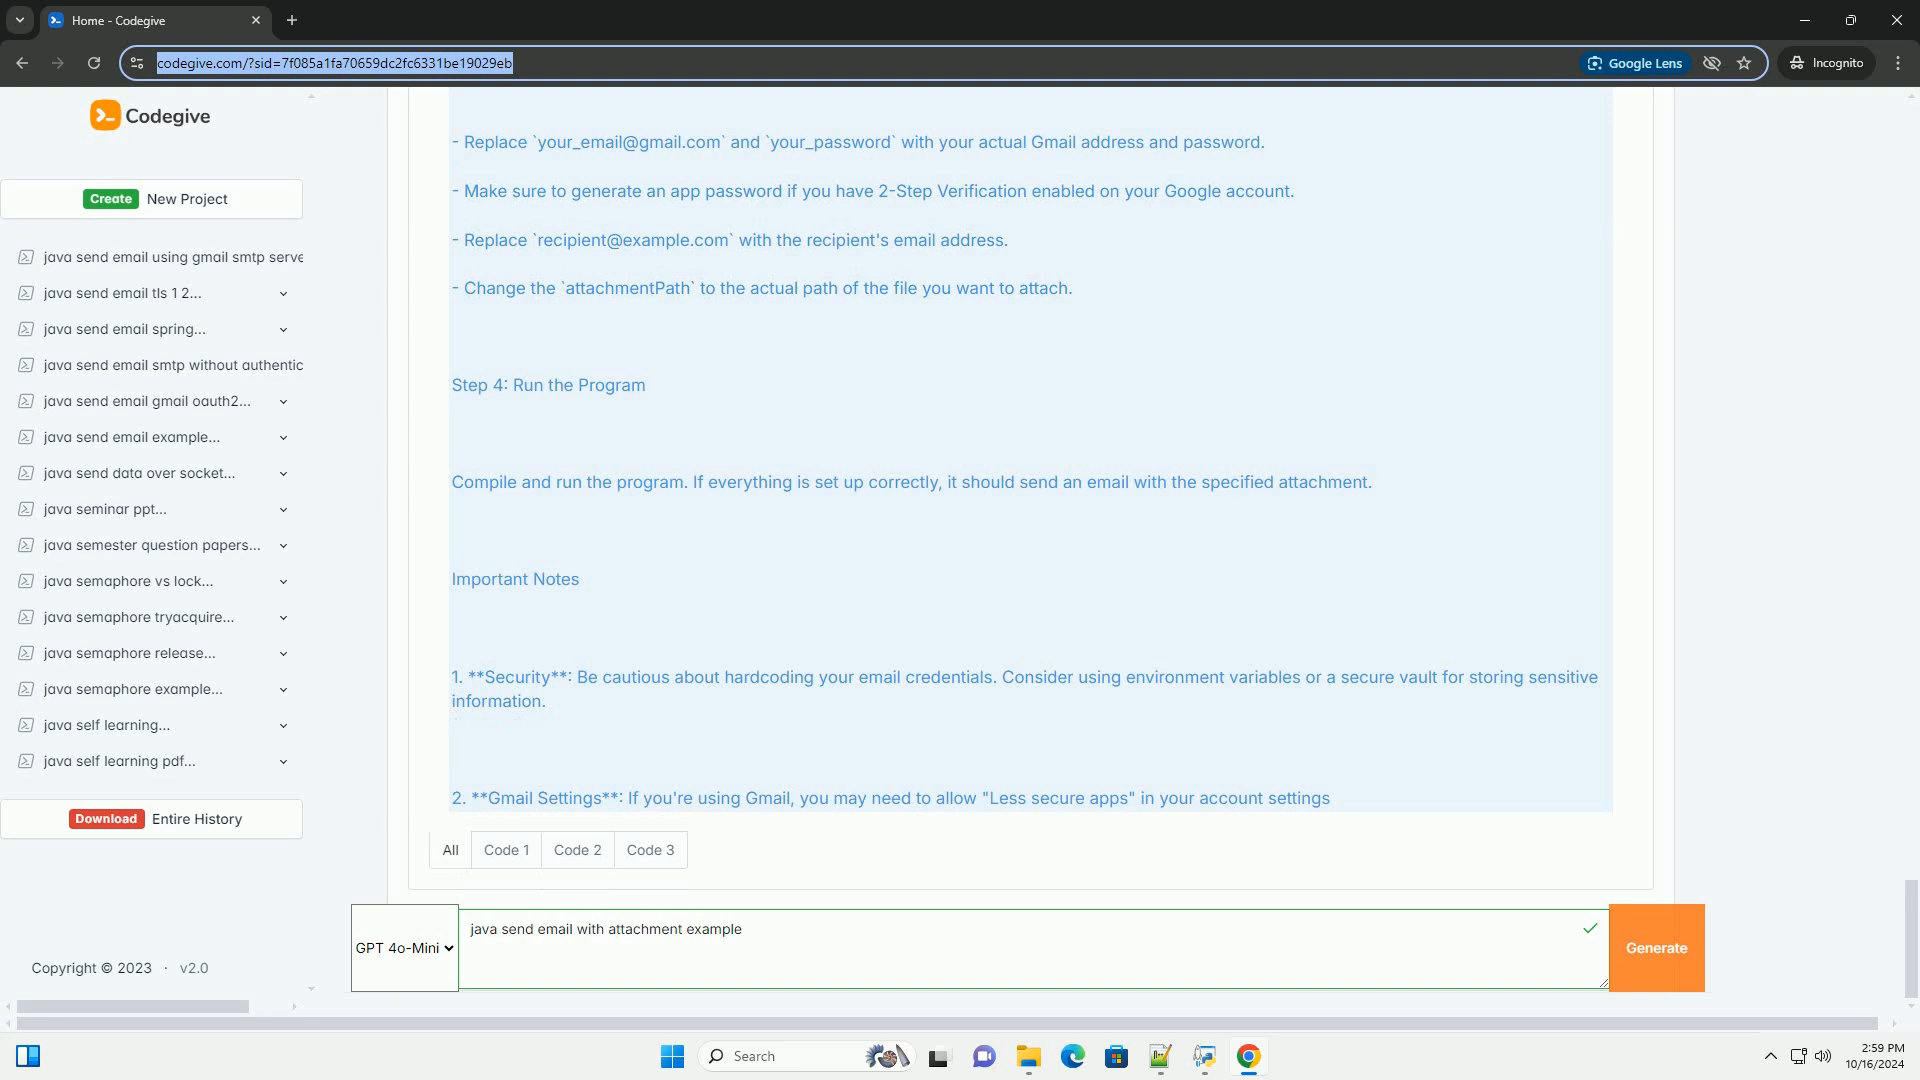 Home - Codegive
codegive.com/?sid=7f085a1fa70659dc2fc6331be19029eb
Google Lens
Incognito
Codegive
Create New Project
java send email using gmail smtp serve
java send email tls 1 2...
java send email spring...
java send email smtp without authentic
java send email gmail oauth2...
java send email example...
java send data over socket...
java seminar ppt...
java semester question papers...
java semaphore vs lock...
java semaphore tryacquire...
java semaphore release...
java semaphore example...
java self learning...
java self learning pdf...
Download Entire History
Copyright © 2023 · v2.0
- Replace `your_email@gmail.com` and `your_password` with your actual Gmail address and password.
- Make sure to generate an app password if you have 2-Step Verification enabled on your Google account.
- Replace `recipient@example.com` with the recipient's email address.
- Change the `attachmentPath` to the actual path of the file you want to attach.
Step 4: Run the Program
Compile and run the program. If everything is set up correctly, it should send an email with the specified attachment.
Important Notes
1. **Security**: Be cautious about hardcoding your email credentials. Consider using environment variables or a secure vault for storing sensitive
information.
2. **Gmail Settings**: If you're using Gmail, you may need to allow "Less secure apps" in your account settings
All Code 1 Code 2 Code 3
GPT 4o-Mini
java send email with attachment example
Generate
Search
2:59 PM
10/16/2024